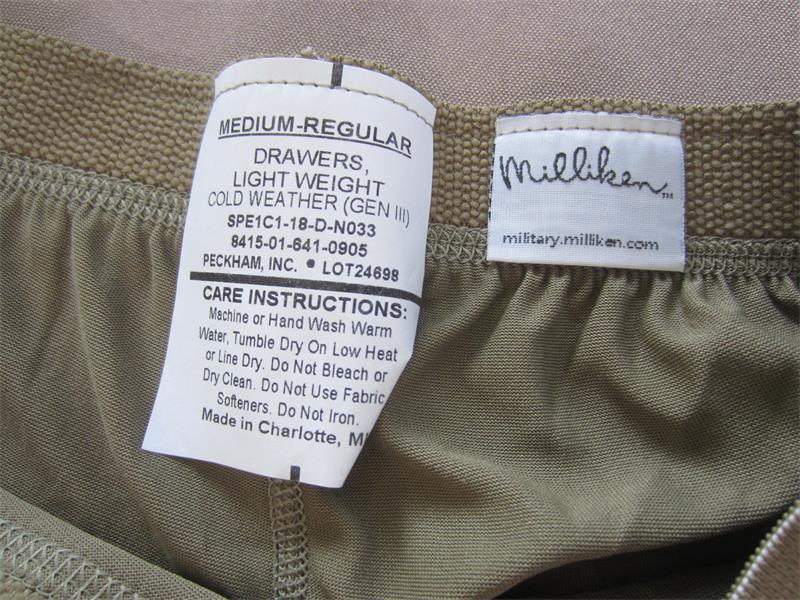 MEDIUM-REGULAR
DRAWERS,
LIGHT WEIGHT
COLD WEATHER (GEN III)
SPE1C1-18-D-N033
8415-01-641-0905
PECKHAM, INC. • LOT24698
CARE INSTRUCTIONS:
Machine or Hand Wash Warm
Water, Tumble Dry On Low Heat
or Line Dry. Do Not Bleach or
Dry Clean. Do Not Use Fabric
Softeners. Do Not Iron.
Made in Charlotte, MI
Milliken™
military.milliken.com